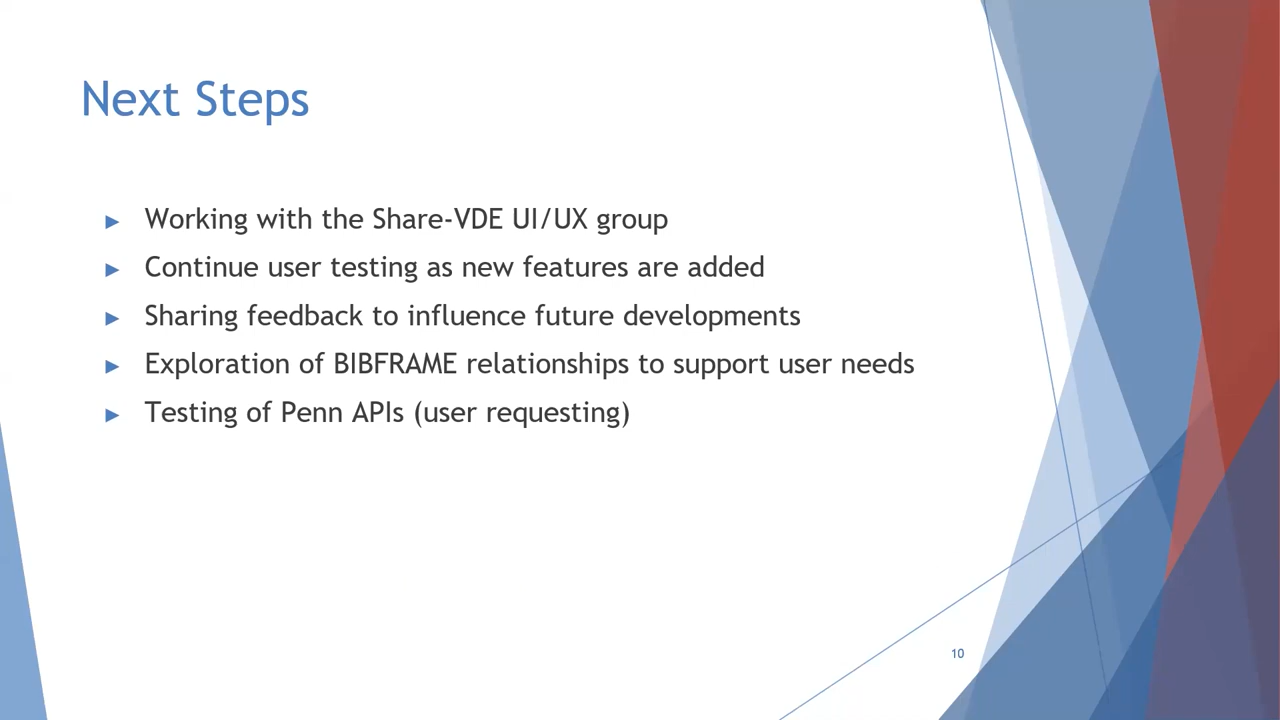 Next Steps
Working with the Share-VDE UI/UX group
Continue user testing as new features are added
Sharing feedback to influence future developments
Exploration of BIBFRAME relationships to support user needs
Testing of Penn APIs (user requesting)
10